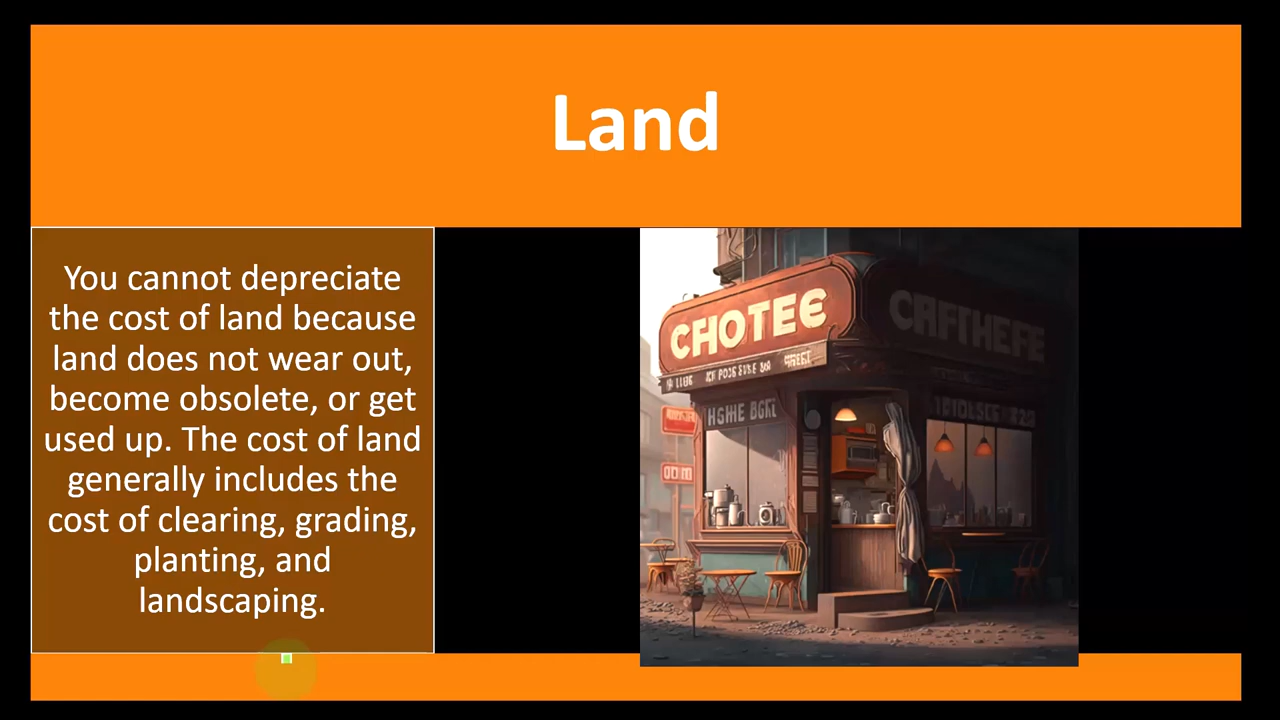 Land
You cannot depreciate
the cost of land because
land does not wear out,
become obsolete, or get
used up. The cost of land
generally includes the
cost of clearing, grading,
planting, and
landscaping.
CHOTEE